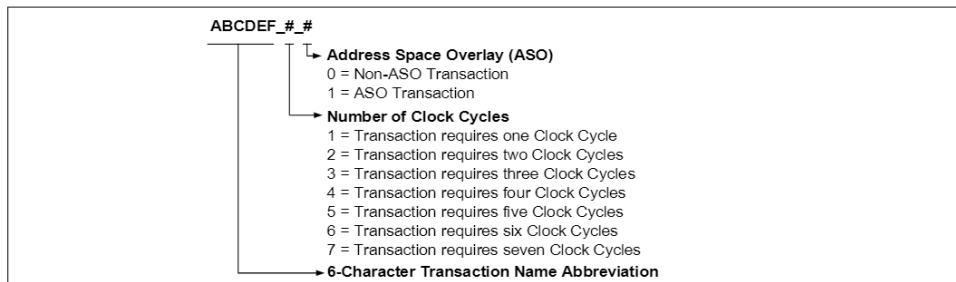 ABCDEF_#_#
Address Space Overlay (ASO)
0 = Non-ASO Transaction
1 = ASO Transaction
Number of Clock Cycles
1 = Transaction requires one Clock Cycle
2 = Transaction requires two Clock Cycles
3 = Transaction requires three Clock Cycles
4 = Transaction requires four Clock Cycles
5 = Transaction requires five Clock Cycles
6 = Transaction requires six Clock Cycles
7 = Transaction requires seven Clock Cycles
6-Character Transaction Name Abbreviation